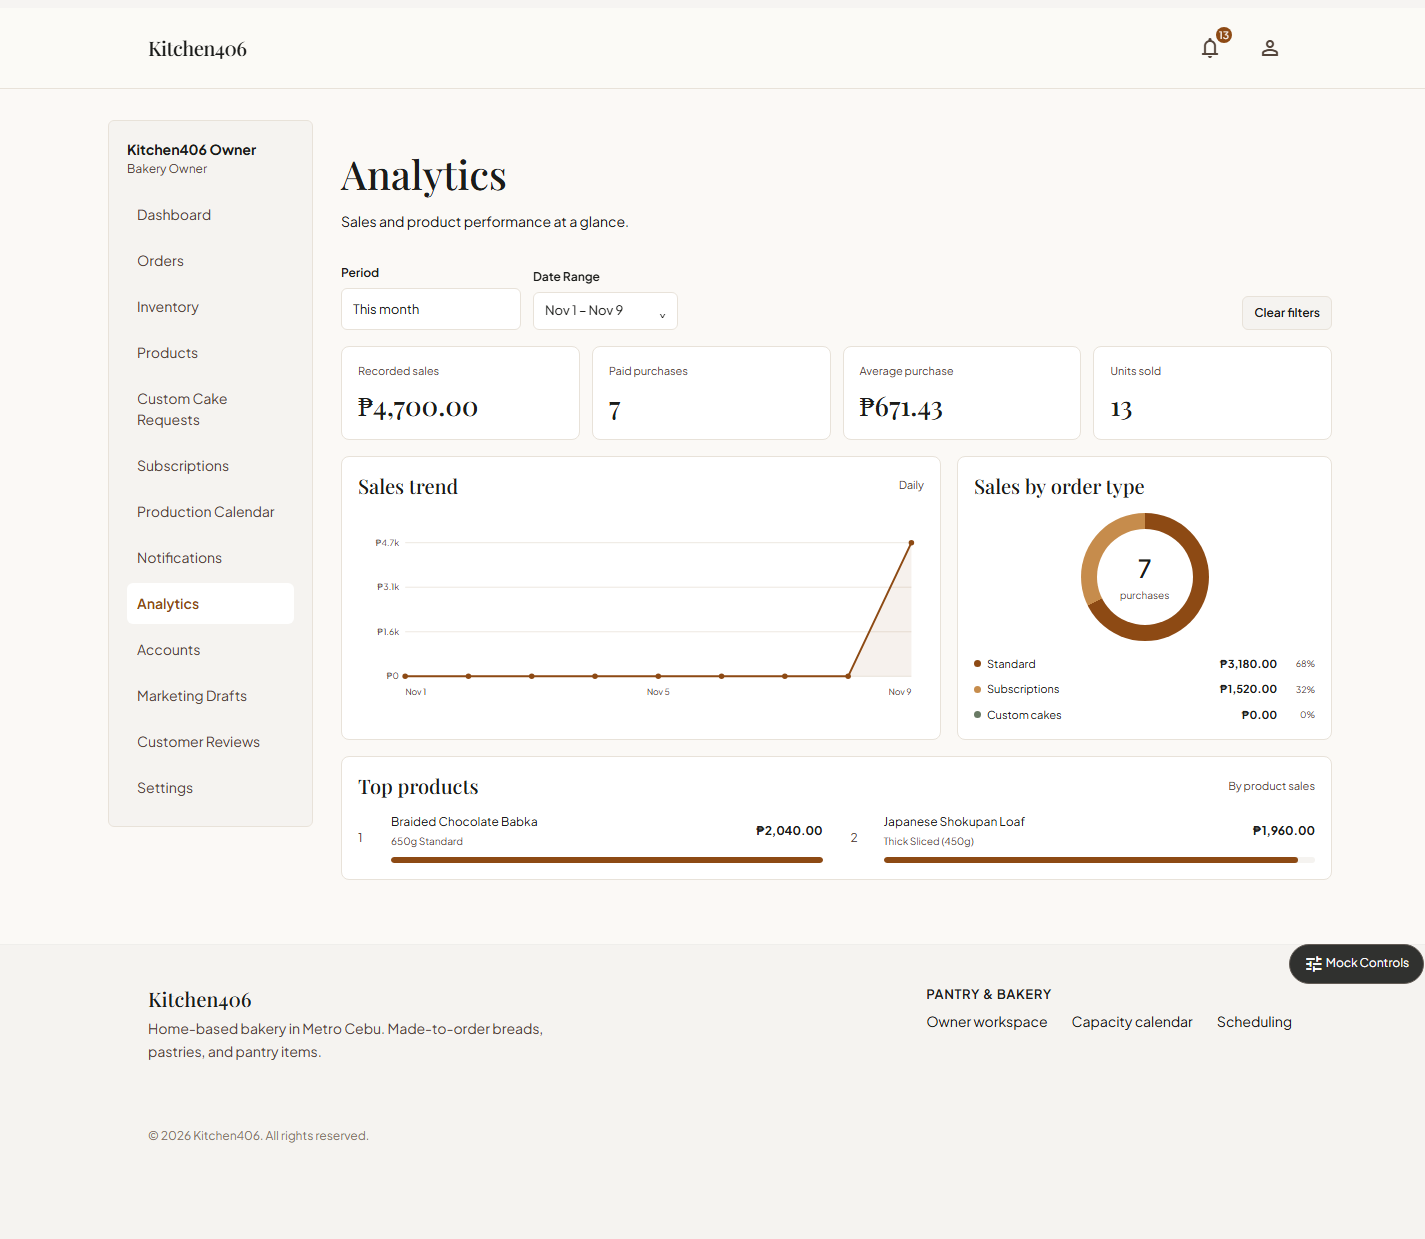 Kitchen406
13
Kitchen406 Owner
Bakery Owner
Dashboard
Orders
Inventory
Products
Custom Cake
Requests
Subscriptions
Production Calendar
Notifications
Analytics
Accounts
Marketing Drafts
Customer Reviews
Settings
Analytics
Sales and product performance at a glance.
Period
This month
Date Range
Nov 1 – Nov 9
Clear filters
Recorded sales
₱4,700.00
Paid purchases
7
Average purchase
₱671.43
Units sold
13
Sales trend
Daily
₱4.7k
₱3.1k
₱1.6k
₱0
Nov 1
Nov 5
Nov 9
Sales by order type
7
purchases
Standard ₱3,180.00 68%
Subscriptions ₱1,520.00 32%
Custom cakes ₱0.00 0%
Top products
By product sales
1
Braided Chocolate Babka
650g Standard
₱2,040.00
2
Japanese Shokupan Loaf
Thick Sliced (450g)
₱1,960.00
Mock Controls
Kitchen406
Home-based bakery in Metro Cebu. Made-to-order breads,
pastries, and pantry items.
PANTRY & BAKERY
Owner workspace Capacity calendar Scheduling
© 2026 Kitchen406. All rights reserved.